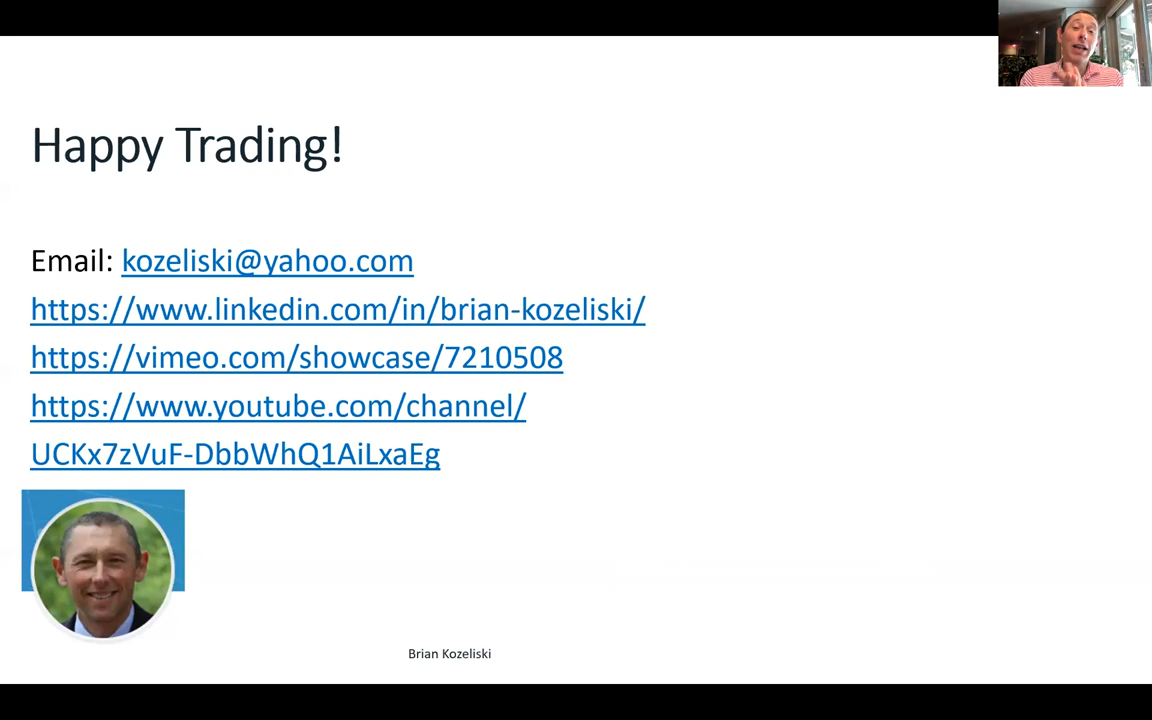 Happy Trading!
Email: kozeliski@yahoo.com
https://www.linkedin.com/in/brian-kozeliski/
https://vimeo.com/showcase/7210508
https://www.youtube.com/channel/
UCKx7zVuF-DbbWhQ1AiLxaEg
Brian Kozeliski